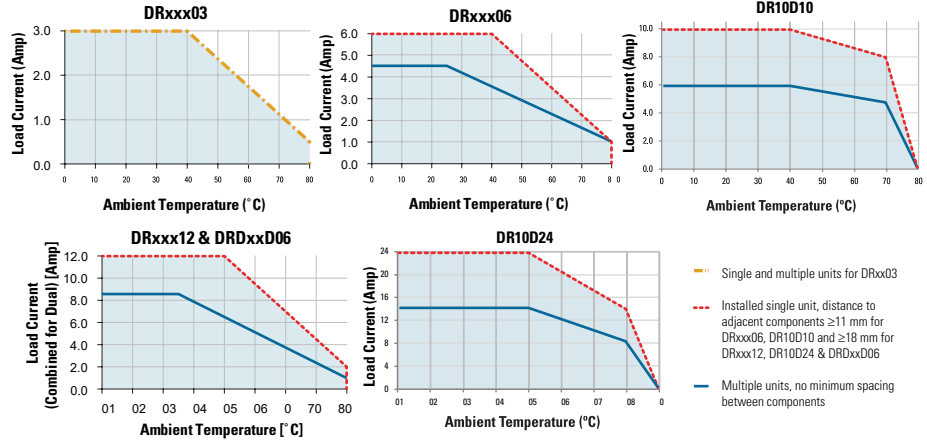 DRxxx03
Load Current (Amp)
3.0
2.0
1.0
0.0
0 10 20 30 40 50 60 70 80
Ambient Temperature (˚C)
DRxxx06
Load Current (Amp)
6.0
5.0
4.0
3.0
2.0
1.0
0.0
0 10 20 30 40 50 60 70 8 0
Ambient Temperature (˚C)
DR10D10
Load Current (Amp)
10.0
8.0
6.0
4.0
2.0
0.0
0 10 20 30 40 50 60 70 80
Ambient Temperature (ºC)
DRxxx12 & DRDxxD06
Load Current
(Combined for Dual) [Amp]
12.0
10.0
8.0
6.0
4.0
2.0
0.0
01 02 03 04 05 06 0 70 80
Ambient Temperature [˚C]
DR10D24
Load Current (Amp)
24
20
16
12
8
4
0
01 02 03 04 05 06 07 08 0
Ambient Temperature (ºC)
Single and multiple units for DRxx03
Installed single unit, distance to
adjacent components ≥11 mm for
DRxxx06, DR10D10 and ≥18 mm for
DRxxx12, DR10D24 & DRDxxD06
Multiple units, no minimum spacing
between components